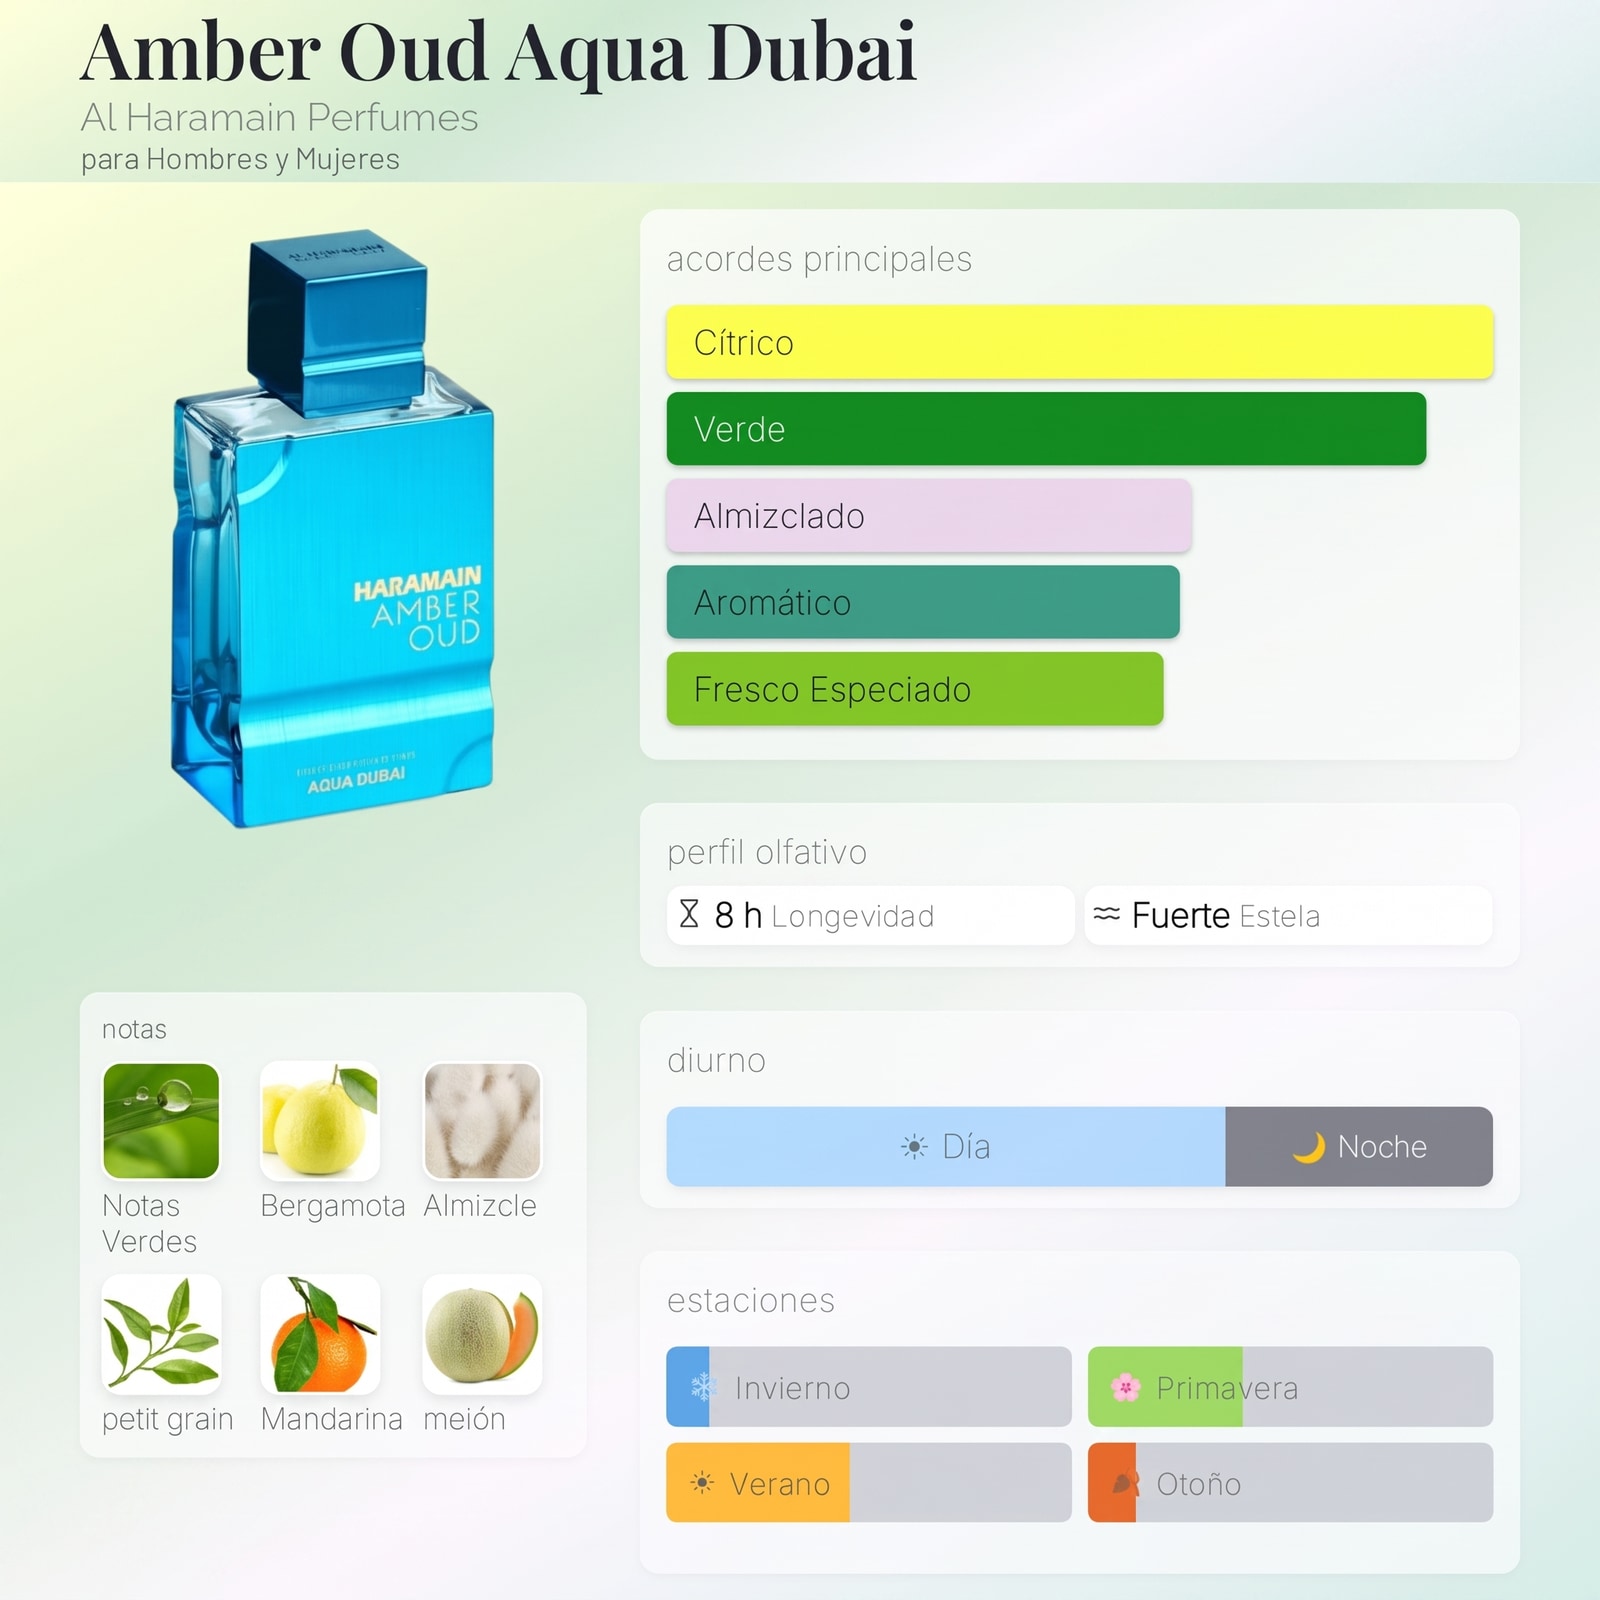 Amber Oud Aqua Dubai
Al Haramain Perfumes
para Hombres y Mujeres
HARAMAIN
AMBER
OUD
AQUA DUBAI
notas
Notas
Verdes
Bergamota
Almizcle
petit grain
Mandarina
meión
acordes principales
Cítrico
Verde
Almizclado
Aromático
Fresco Especiado
perfil olfativo
8 h Longevidad
Fuerte Estela
diurno
Día
Noche
estaciones
Invierno
Primavera
Verano
Otoño